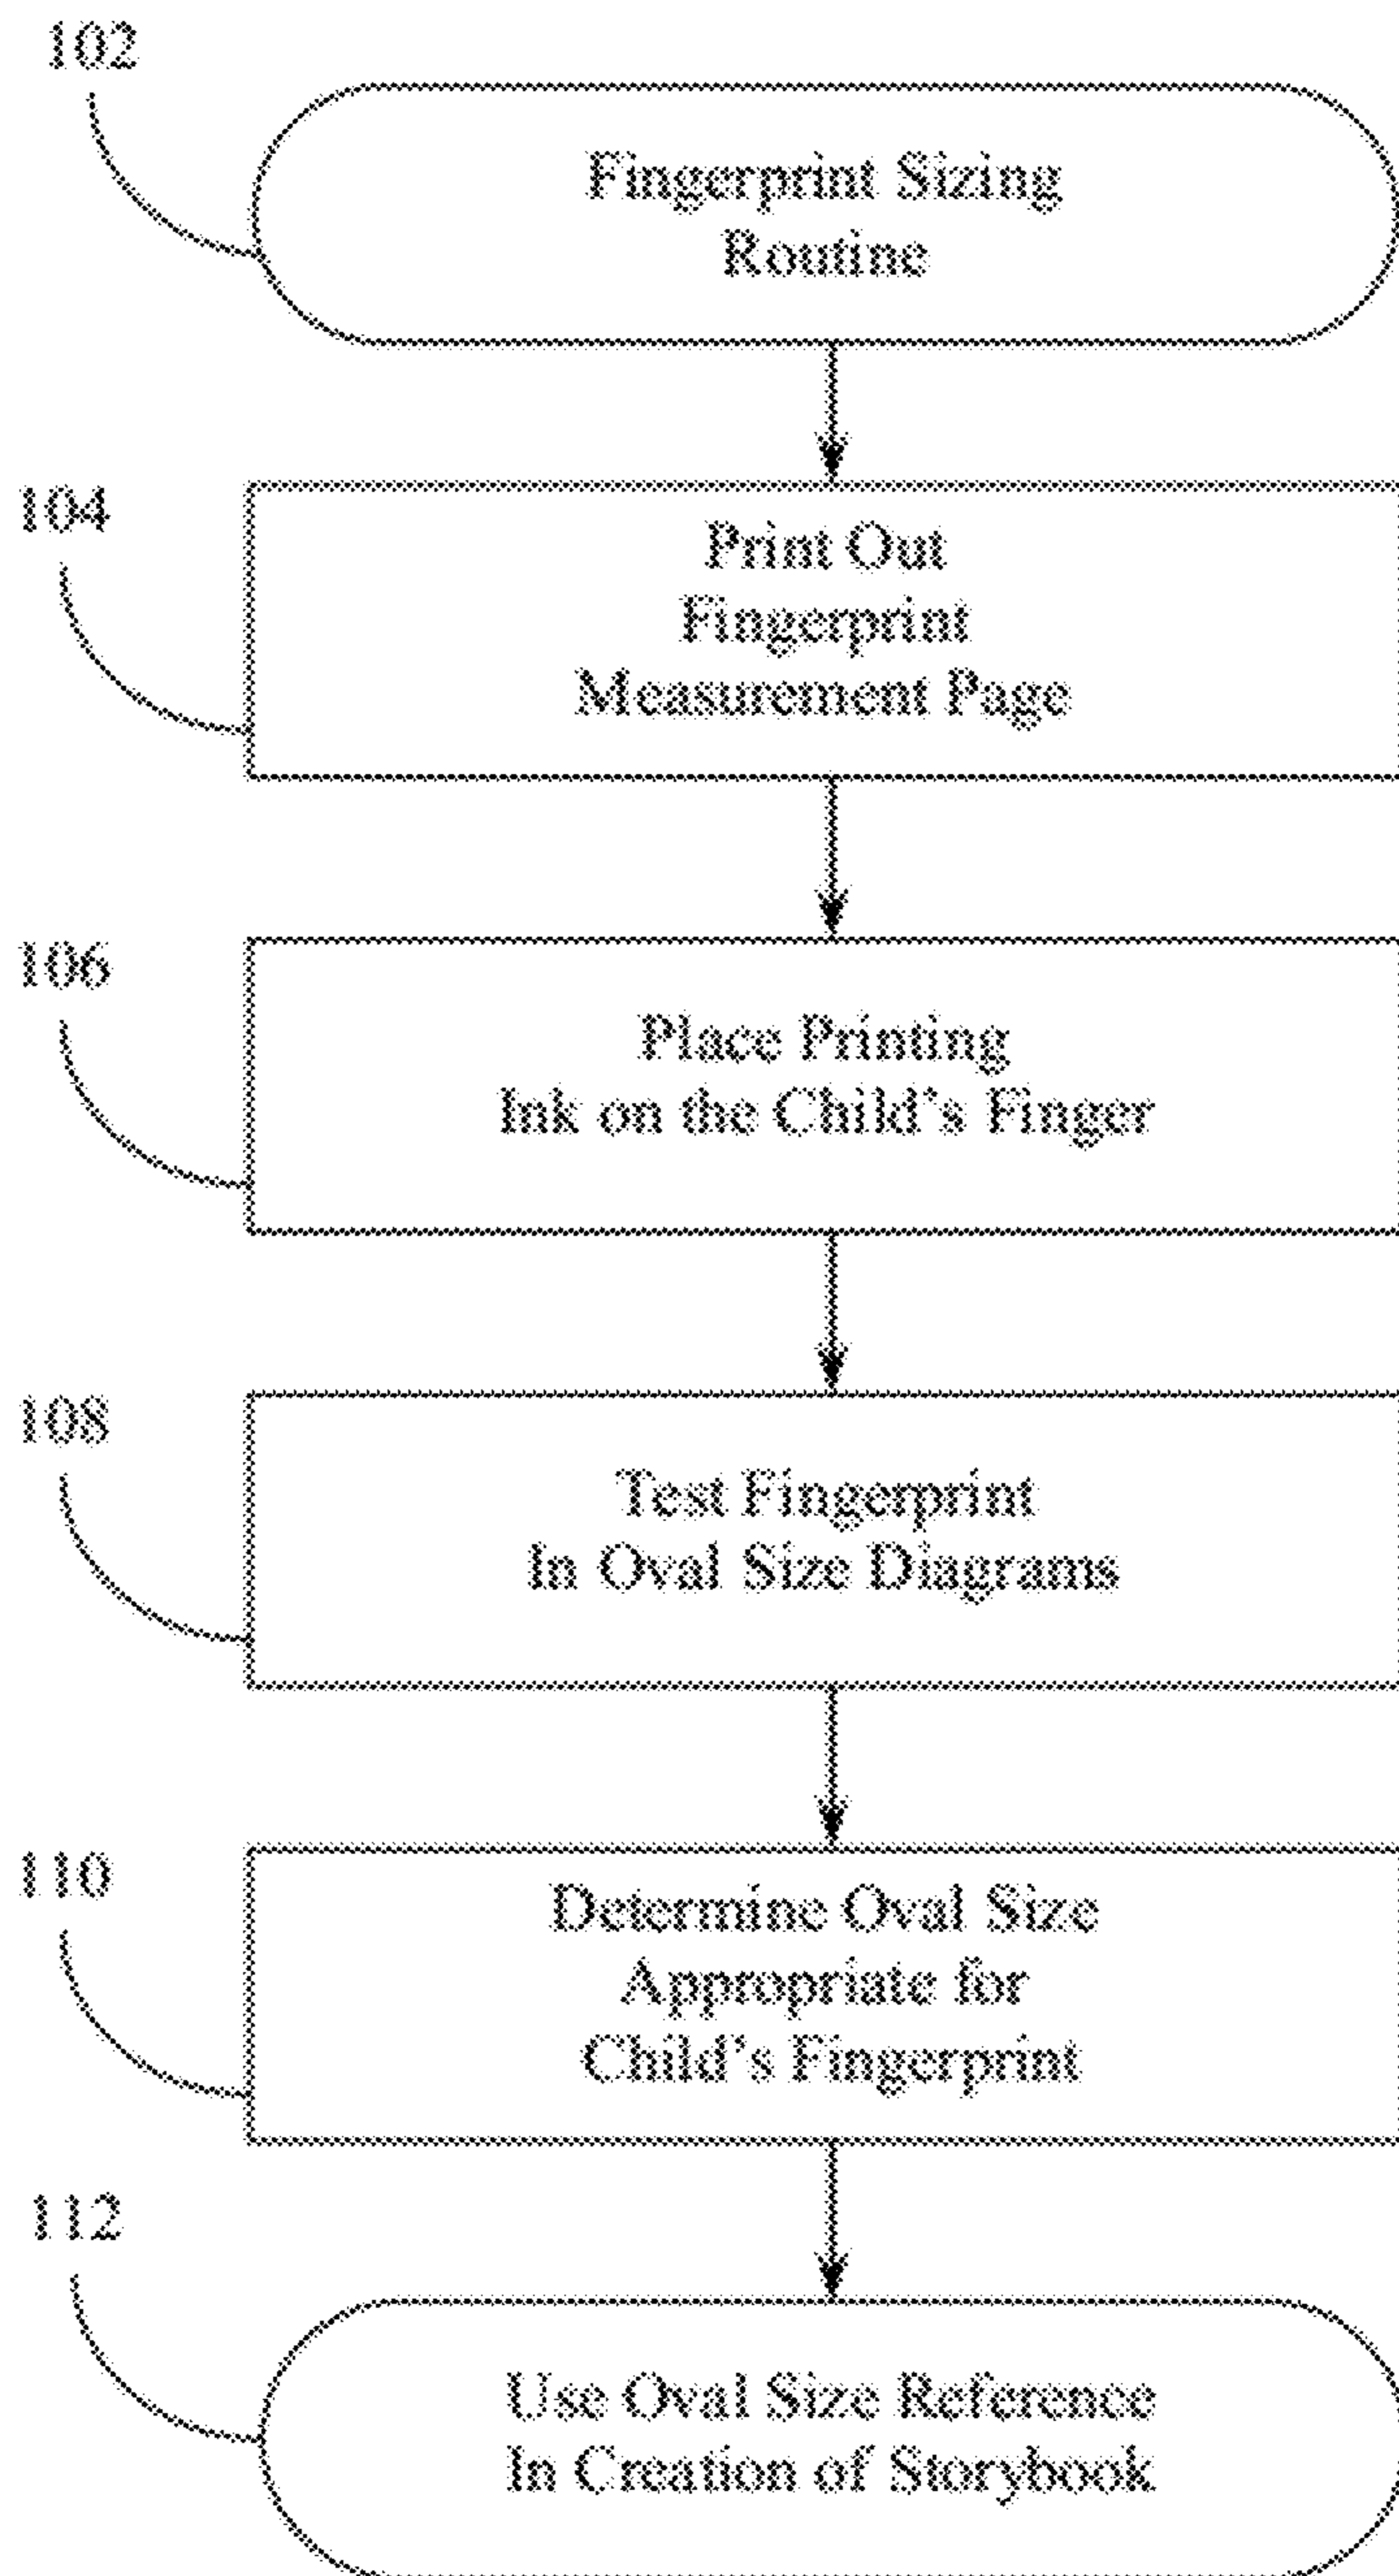 102
Fingerprint Sizing
Routine
104
Print Out
Fingerprint
Measurement Page
106
Place Printing
Ink on the Child's Finger
108
Test Fingerprint
In Oval Size Diagrams
110
Determine Oval Size
Appropriate for
Child's Fingerprint
112
Use Oval Size Reference
In Creation of Storybook